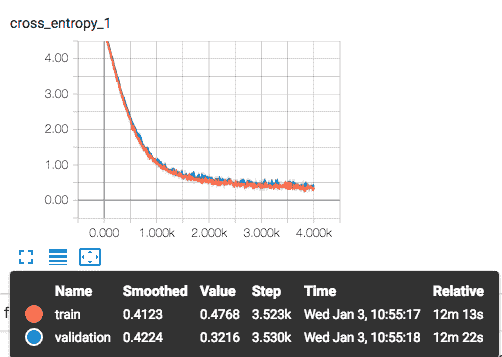 cross_entropy_1
4.00
3.00
2.00
1.00
0.00
0.000 1.000k 2.000k 3.000k 4.000k
Name Smoothed Value Step Time Relative
train 0.4123 0.4768 3.523k Wed Jan 3, 10:55:17 12m 13s
validation 0.4224 0.3216 3.530k Wed Jan 3, 10:55:18 12m 22s